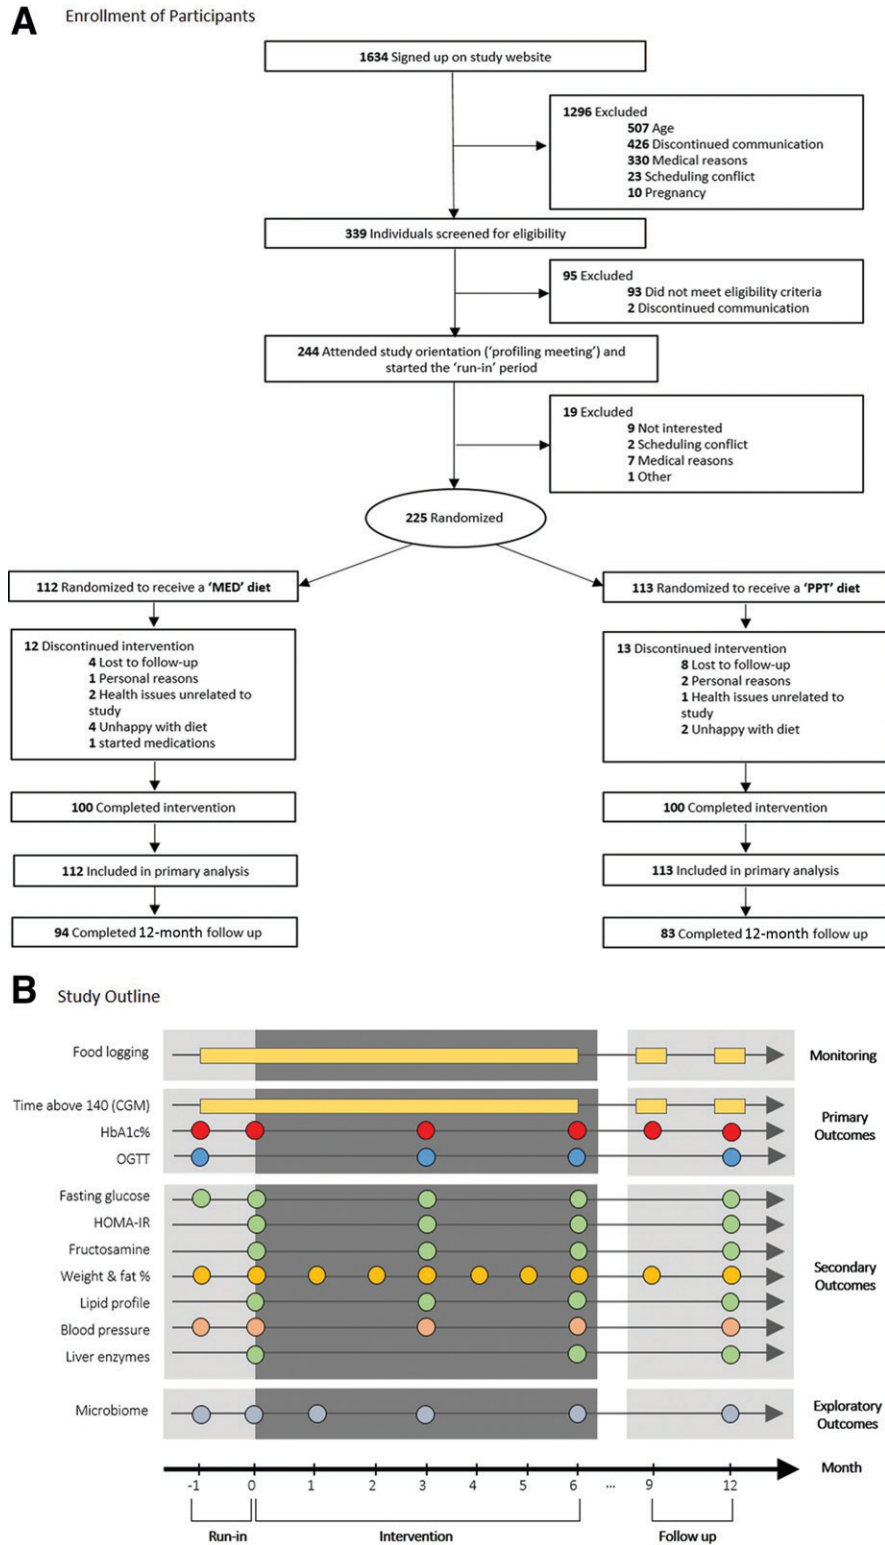 A Enrollment of Participants
1634 Signed up on study website
1296 Excluded
507 Age
426 Discontinued communication
330 Medical reasons
23 Scheduling conflict
10 Pregnancy
339 Individuals screened for eligibility
95 Excluded
93 Did not meet eligibility criteria
2 Discontinued communication
244 Attended study orientation ('profiling meeting') and
started the 'run-in' period
19 Excluded
9 Not interested
2 Scheduling conflict
7 Medical reasons
1 Other
225 Randomized
112 Randomized to receive a 'MED' diet
12 Discontinued intervention
4 Lost to follow-up
1 Personal reasons
2 Health issues unrelated to
study
4 Unhappy with diet
1 started medications
100 Completed intervention
112 Included in primary analysis
94 Completed 12-month follow up
113 Randomized to receive a 'PPT' diet
13 Discontinued intervention
8 Lost to follow-up
2 Personal reasons
1 Health issues unrelated to
study
2 Unhappy with diet
100 Completed intervention
113 Included in primary analysis
83 Completed 12-month follow up
B Study Outline
Food logging
Monitoring
Time above 140 (CGM)
HbA1c%
OGTT
Primary
Outcomes
Fasting glucose
HOMA-IR
Fructosamine
Weight & fat %
Lipid profile
Blood pressure
Liver enzymes
Secondary
Outcomes
Microbiome
Exploratory
Outcomes
-1 0 1 2 3 4 5 6 ... 9 12
Month
Run-in Intervention Follow up